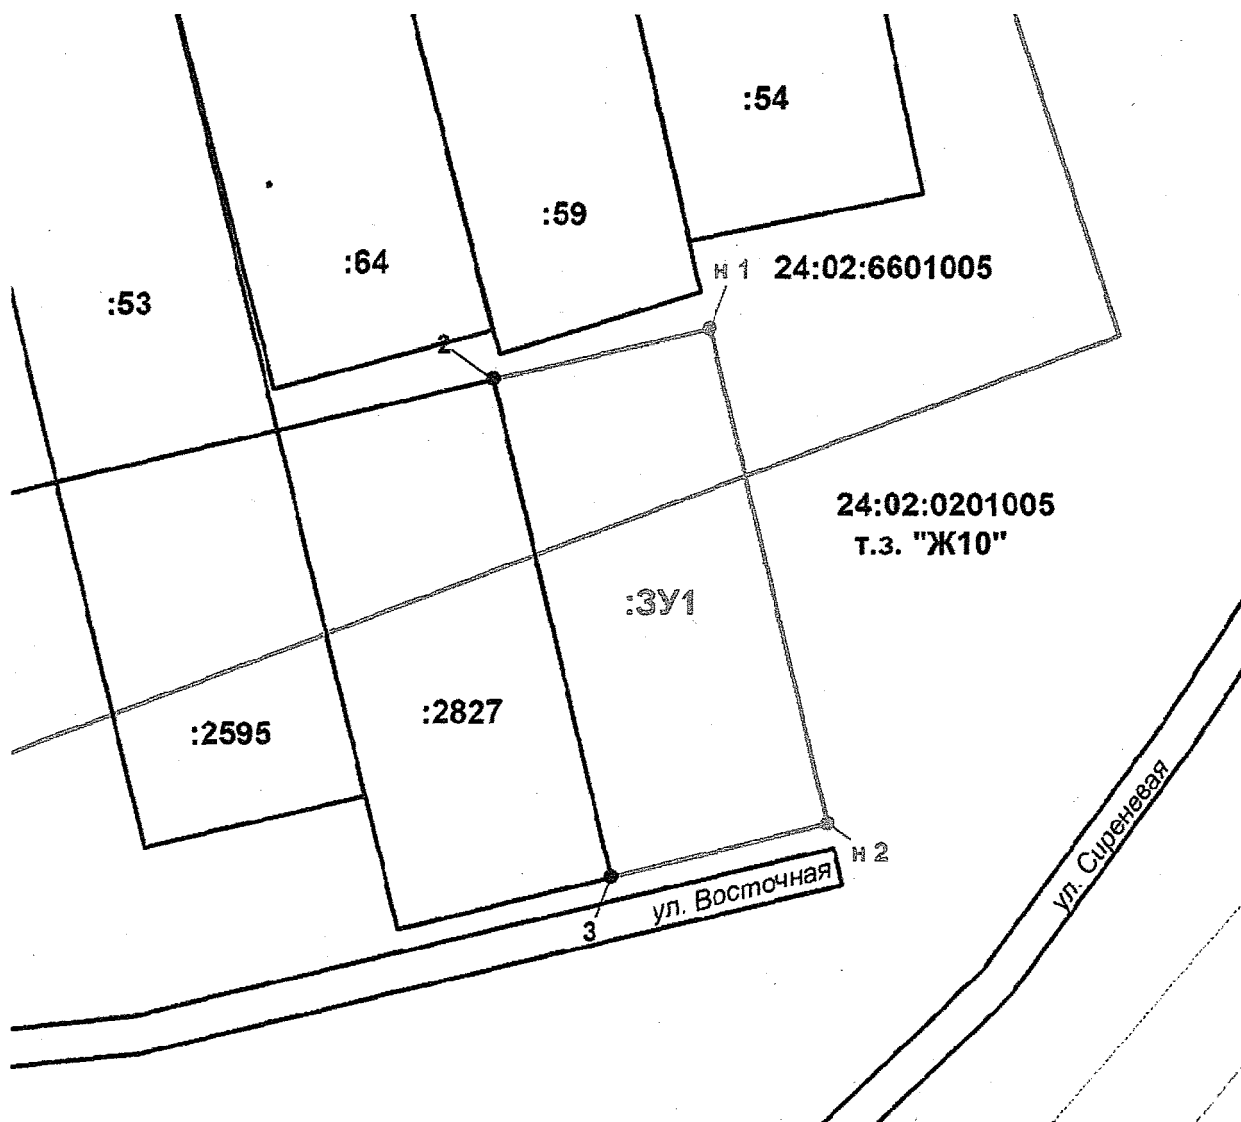 :54
:59
:64
н 1
24:02:6601005
:53
2
24:02:0201005
т.з. "Ж10"
:ЗУ1
:2827
:2595
ул. Сиреневая
н 2
ул. Восточная
3